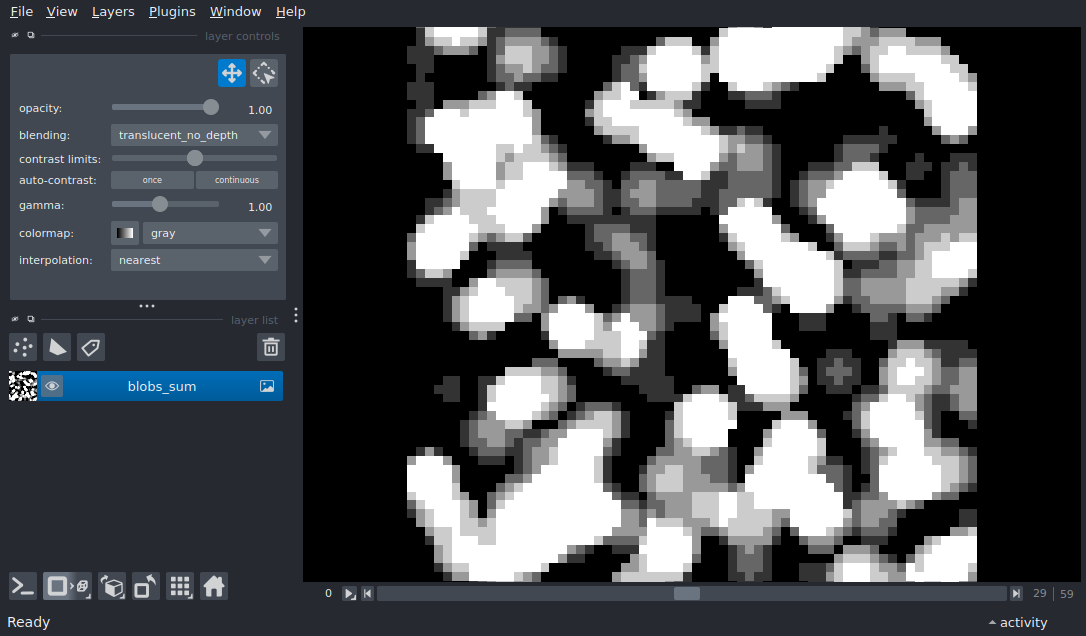 File View Layers Plugins Window Help
layer controls
opacity: 1.00
blending: translucent_no_depth
contrast limits:
auto-contrast: once continuous
gamma: 1.00
colormap: gray
interpolation: nearest
layer list
blobs_sum
0 29 59
Ready activity